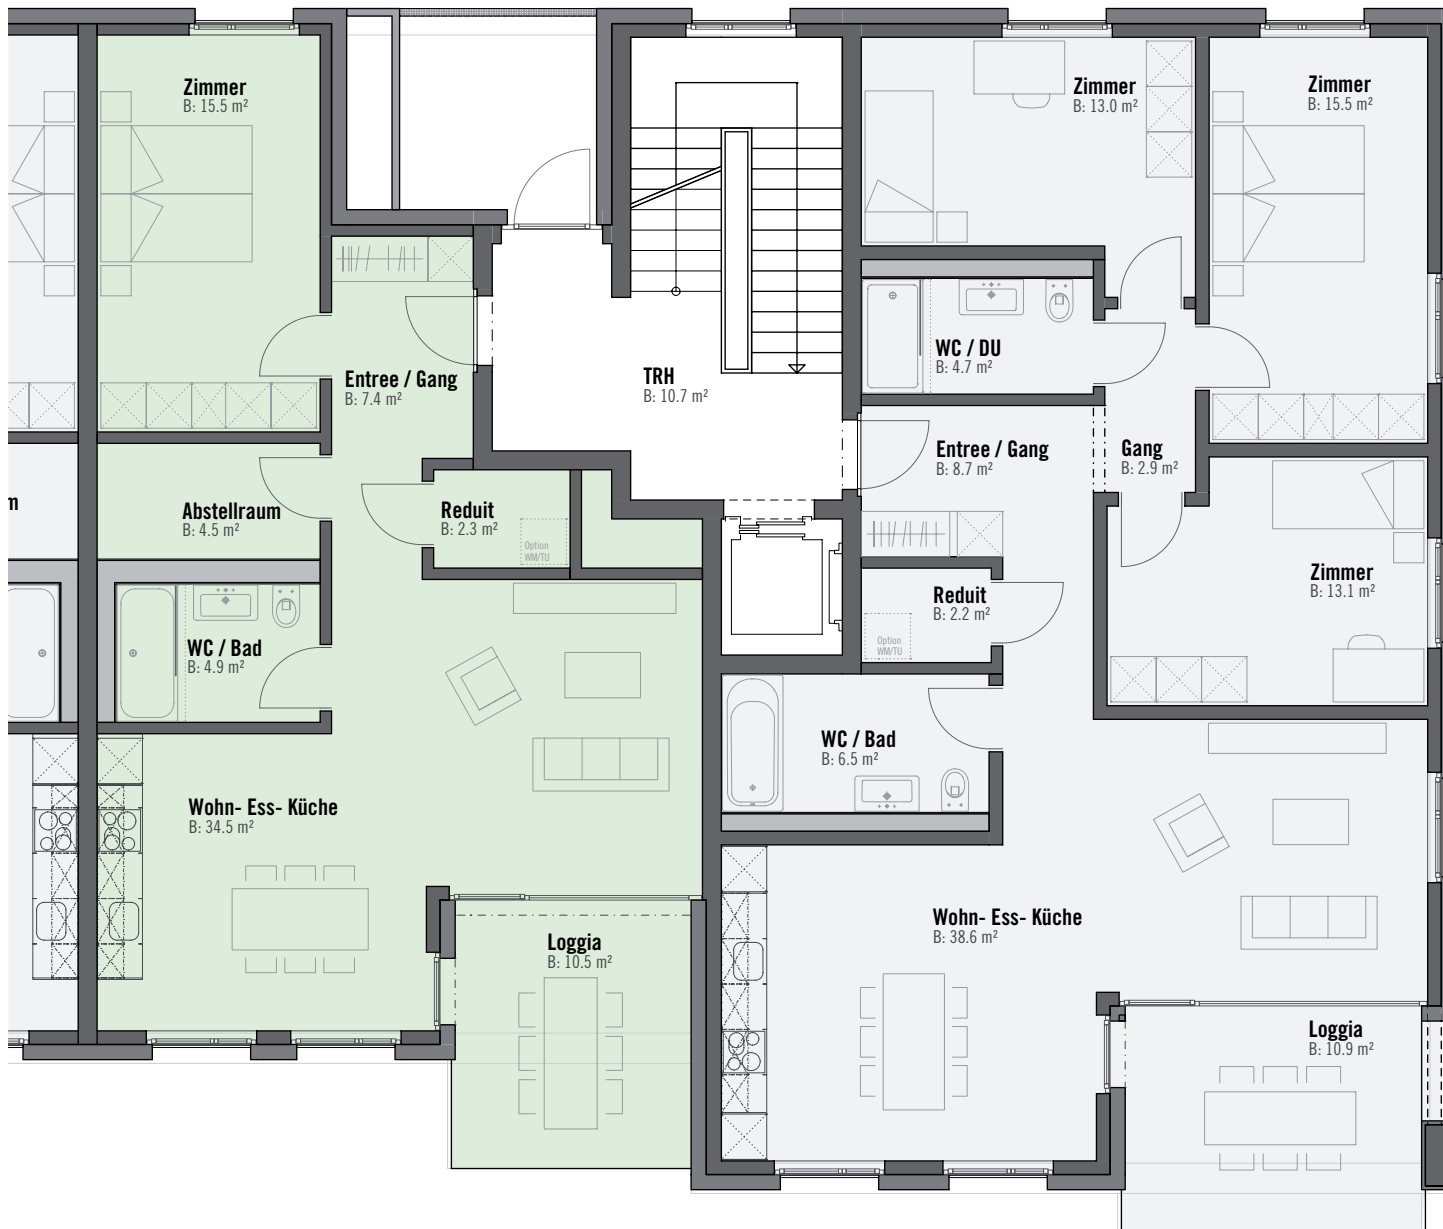 Zimmer
B: 15.5 m²
Zimmer
B: 13.0 m²
Zimmer
B: 15.5 m²
WC / DU
B: 4.7 m²
Entree / Gang
B: 7.4 m²
TRH
B: 10.7 m²
Entree / Gang
B: 8.7 m²
Gang
B: 2.9 m²
m
Abstellraum
B: 4.5 m²
Reduit
B: 2.3 m²
Option
WM/TU
Zimmer
B: 13.1 m²
Reduit
B: 2.2 m²
Option
WM/TU
WC / Bad
B: 4.9 m²
WC / Bad
B: 6.5 m²
Wohn- Ess- Küche
B: 34.5 m²
Wohn- Ess- Küche
B: 38.6 m²
Loggia
B: 10.5 m²
Loggia
B: 10.9 m²